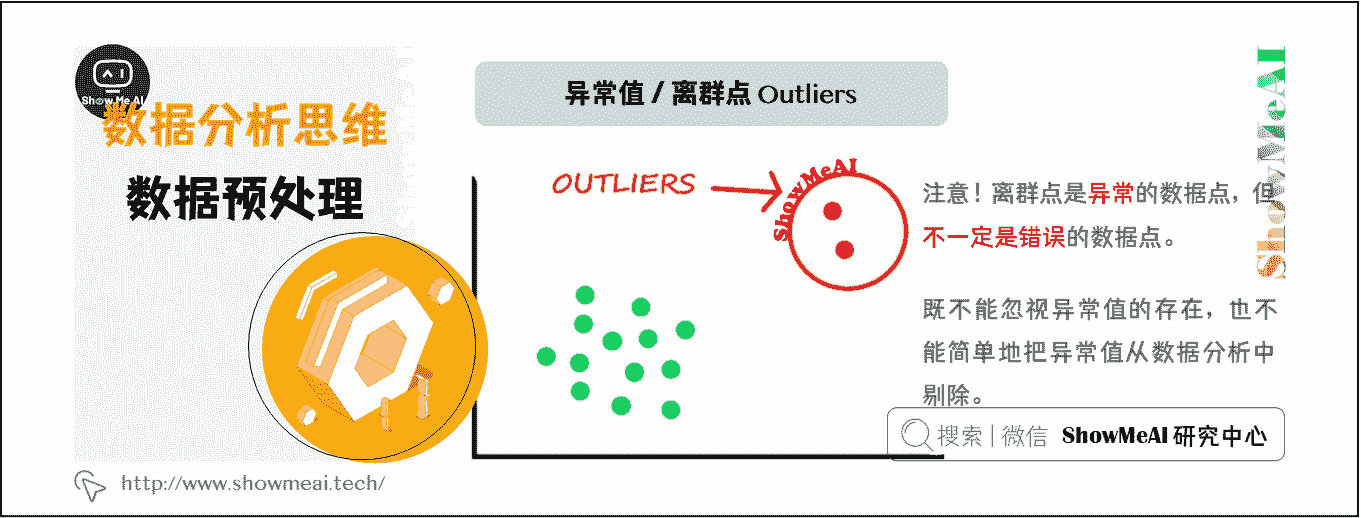 Show Me AI
数据分析思维
数据预处理
异常值 / 离群点 Outliers
OUTLIERS
ShowMeAI
注意！离群点是异常的数据点，但
不一定是错误的数据点。
既不能忽视异常值的存在，也不
能简单地把异常值从数据分析中
剔除。
ShowMeAI
搜索 | 微信 ShowMeAI 研究中心
http://www.showmeai.tech/